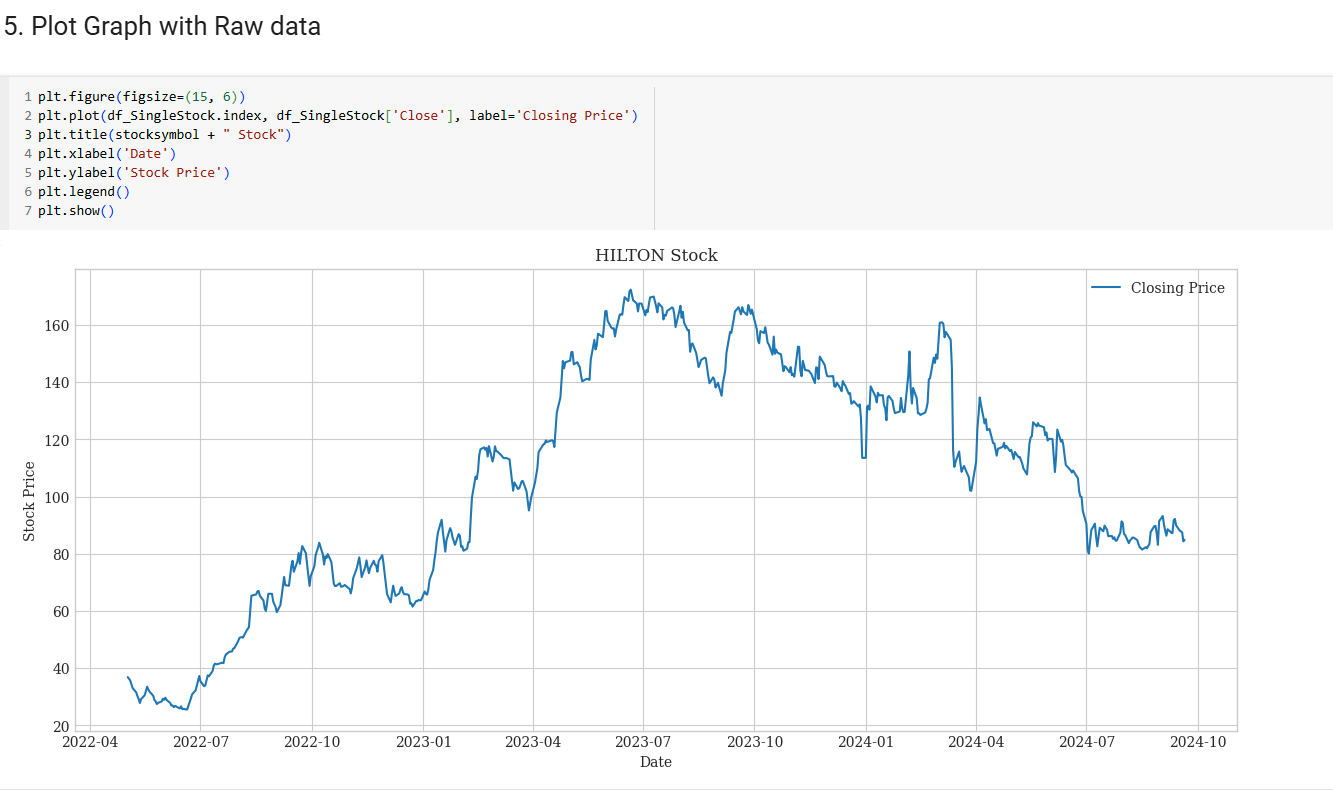 5. Plot Graph with Raw data
1 plt.figure(figsize=(15, 6))
2 plt.plot(df_SingleStock.index, df_SingleStock['Close'], label='Closing Price')
3 plt.title(stocksymbol + " Stock")
4 plt.xlabel('Date')
5 plt.ylabel('Stock Price')
6 plt.legend()
7 plt.show()
HILTON Stock
Closing Price
160
140
120
100
80
60
40
20
Stock Price
2022-04 2022-07 2022-10 2023-01 2023-04 2023-07 2023-10 2024-01 2024-04 2024-07 2024-10
Date